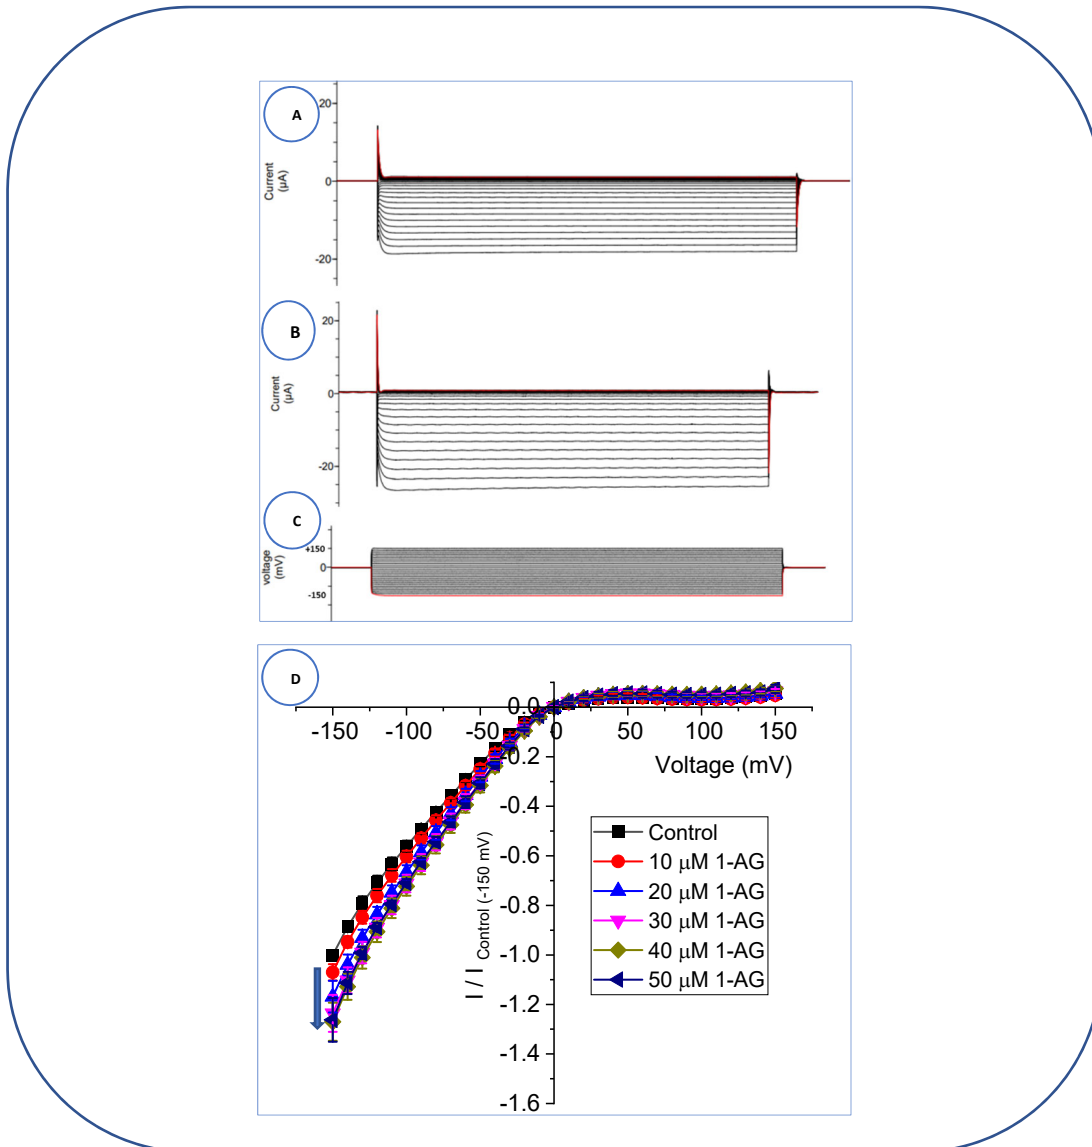 A
20
0
-20
Current
(µA)
B
20
0
-20
Current
(µA)
C
+150
0
-150
voltage
(mV)
D
0.0
-150 -100 -50 0 50 100 150
Voltage (mV)
-0.2
-0.4
-0.6
-0.8
-1.0
-1.2
-1.4
-1.6
I / I Control (-150 mV)
Control
10 µM 1-AG
20 µM 1-AG
30 µM 1-AG
40 µM 1-AG
50 µM 1-AG